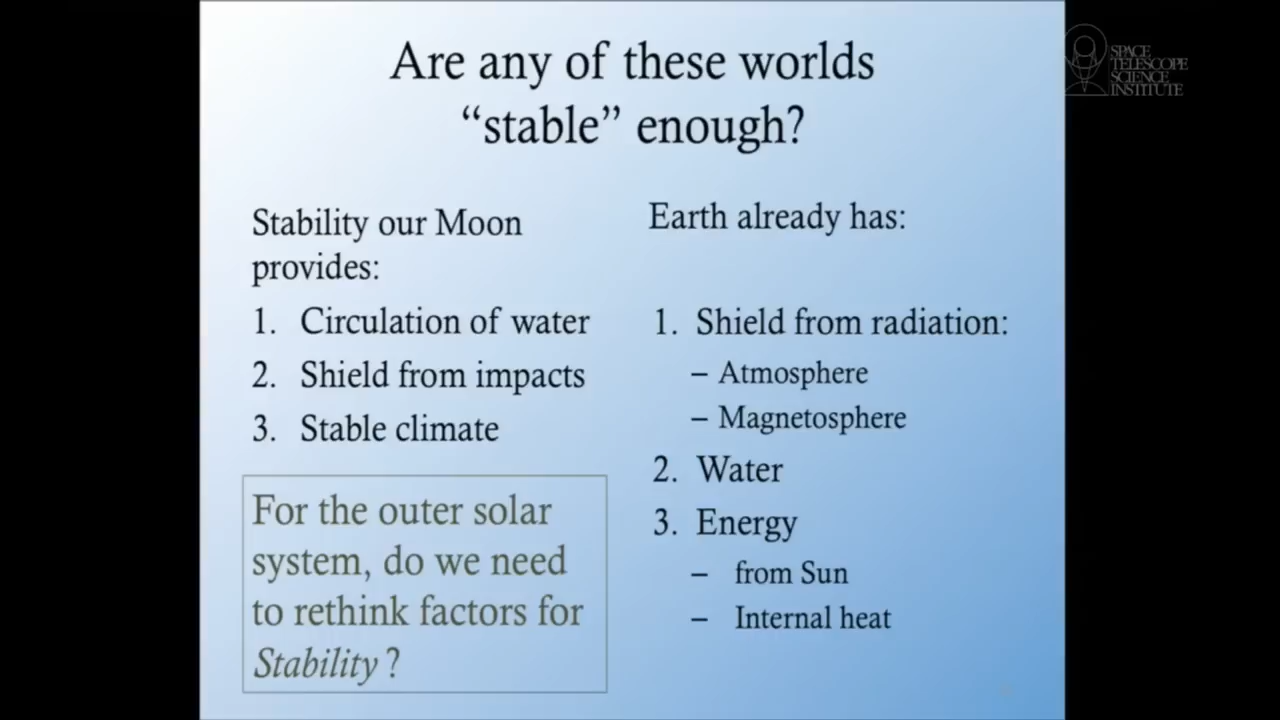 Are any of these worlds
“stable” enough?
Stability our Moon
provides:
1. Circulation of water
2. Shield from impacts
3. Stable climate
For the outer solar
system, do we need
to rethink factors for
Stability ?
Earth already has:
1. Shield from radiation:
– Atmosphere
– Magnetosphere
2. Water
3. Energy
– from Sun
– Internal heat
SPACE
TELESCOPE
SCIENCE
INSTITUTE